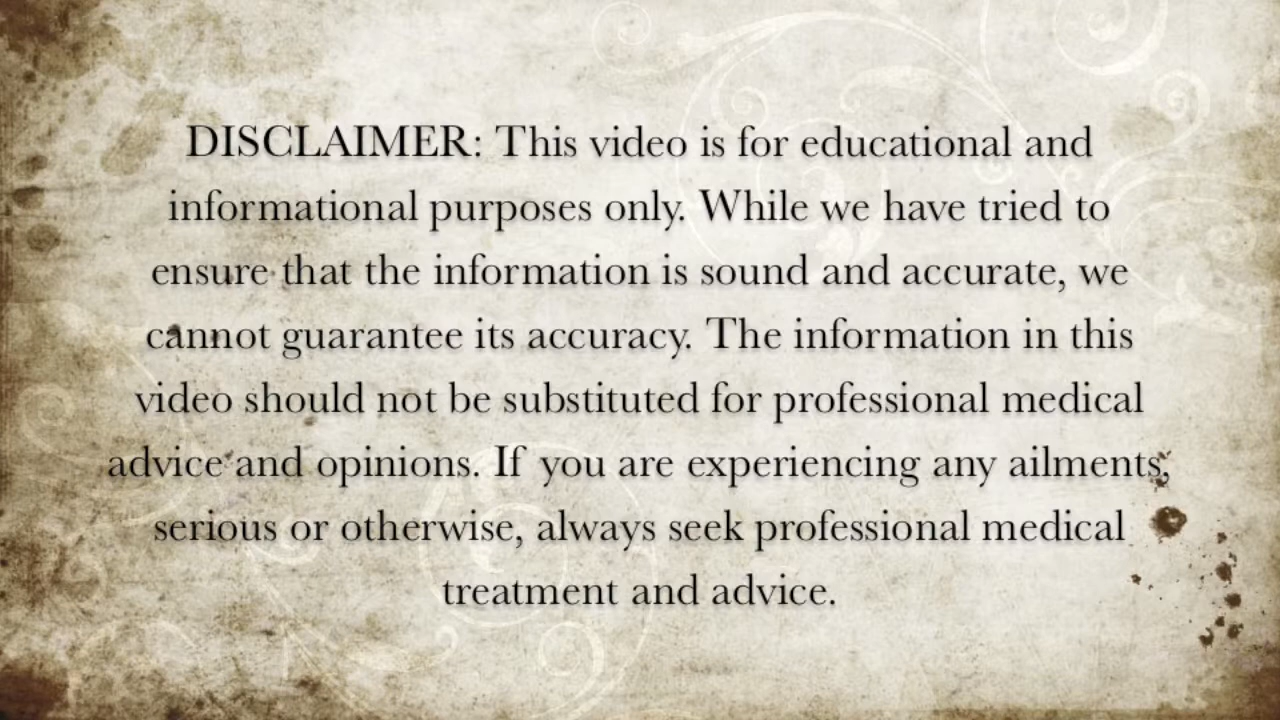 DISCLAIMER: This video is for educational and
informational purposes only. While we have tried to
ensure that the information is sound and accurate, we
cannot guarantee its accuracy. The information in this
video should not be substituted for professional medical
advice and opinions. If you are experiencing any ailments,
serious or otherwise, always seek professional medical
treatment and advice.